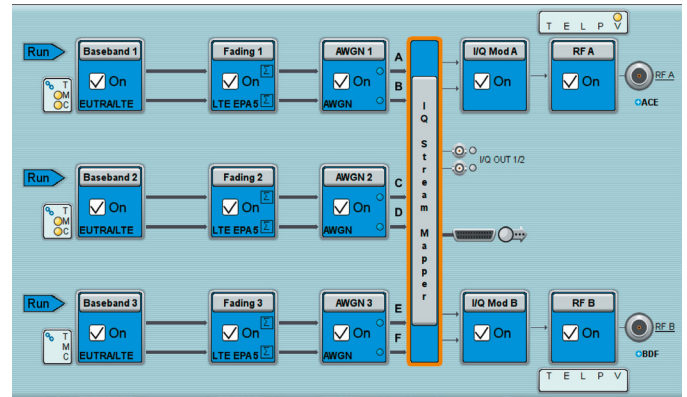 T E L P V
Run
Baseband 1
Fading 1
AWGN 1
A
I/Q Mod A
RF A
T
M
C
On
On
On
B
On
On
RF A
EUTRA/LTE
LTE EPA 5
AWGN
ACE
I Q Stream Mapper
I/Q OUT 1/2
Run
Baseband 2
Fading 2
AWGN 2
C
T
M
C
On
On
On
D
EUTRA/LTE
LTE EPA 5
AWGN
Run
Baseband 3
Fading 3
AWGN 3
E
I/Q Mod B
RF B
T
M
C
On
On
On
F
On
On
RF B
EUTRA/LTE
LTE EPA 5
AWGN
BDF
T E L P V